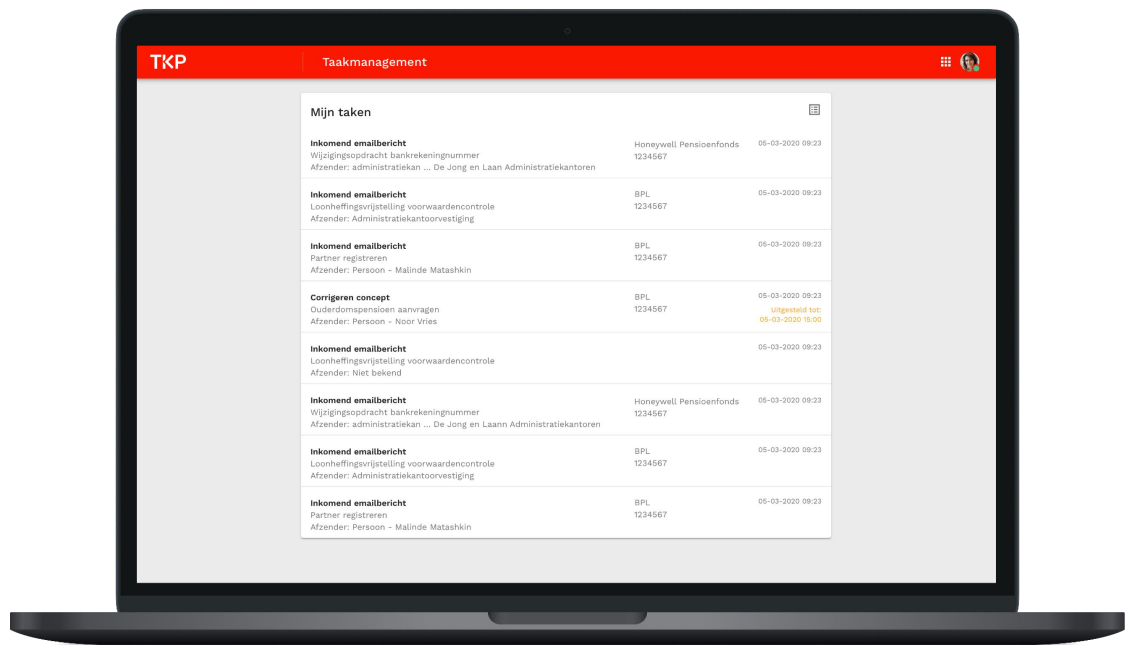 TKP
Taakmanagement
Mijn taken
Inkomend emailbericht
Wijzigingsopdracht bankrekeningnummer
Afzender: administratiekan ... De Jong en Laan Administratiekantoren
Honeywell Pensioenfonds
1234567
05-03-2020 09:23
Inkomend emailbericht
Loonheffingsvrijstelling voorwaardencontrole
Afzender: Administratiekantoorvestiging
BPL
1234567
05-03-2020 09:23
Inkomend emailbericht
Partner registreren
Afzender: Persoon - Malinde Matashkin
BPL
1234567
05-03-2020 09:23
Corrigeren concept
Ouderdomspensioen aanvragen
Afzender: Persoon - Noor Vries
BPL
1234567
05-03-2020 09:23
Uitgesteld tot:
05-03-2020 15:00
Inkomend emailbericht
Loonheffingsvrijstelling voorwaardencontrole
Afzender: Niet bekend
05-03-2020 09:23
Inkomend emailbericht
Wijzigingsopdracht bankrekeningnummer
Afzender: administratiekan ... De Jong en Laann Administratiekantoren
Honeywell Pensioenfonds
1234567
05-03-2020 09:23
Inkomend emailbericht
Loonheffingsvrijstelling voorwaardencontrole
Afzender: Administratiekantoorvestiging
BPL
1234567
05-03-2020 09:23
Inkomend emailbericht
Partner registreren
Afzender: Persoon - Malinde Matashkin
BPL
1234567
05-03-2020 09:23